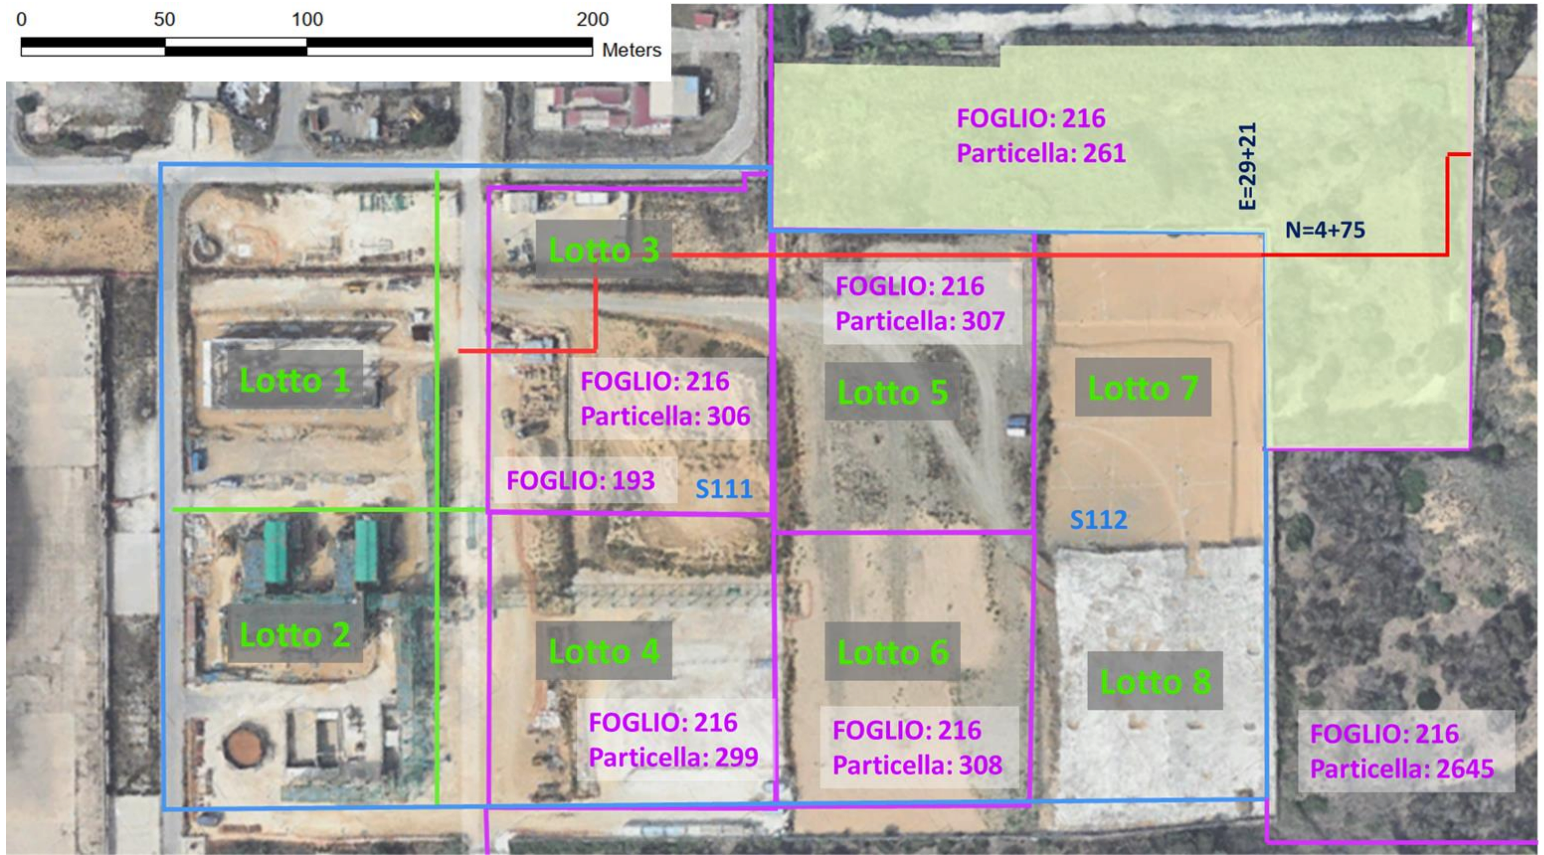 0 50 100 200
Meters
FOGLIO: 216
Particella: 261
E=29+21
N=4+75
Lotto 3
FOGLIO: 216
Particella: 307
Lotto 1
FOGLIO: 216
Particella: 306
Lotto 5
Lotto 7
FOGLIO: 193
S111
S112
Lotto 2
Lotto 4
Lotto 6
Lotto 8
FOGLIO: 216
Particella: 299
FOGLIO: 216
Particella: 308
FOGLIO: 216
Particella: 2645